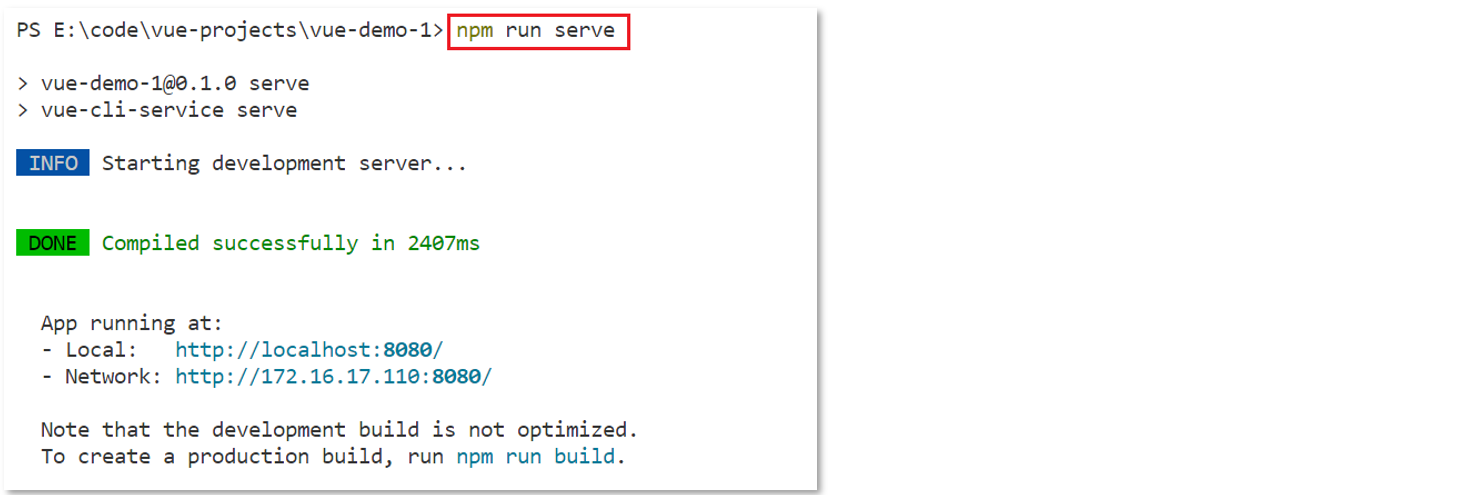 PS E:\code\vue-projects\vue-demo-1> npm run serve
> vue-demo-1@0.1.0 serve
> vue-cli-service serve
INFO Starting development server...
DONE Compiled successfully in 2407ms
App running at:
- Local: http://localhost:8080/
- Network: http://172.16.17.110:8080/
Note that the development build is not optimized.
To create a production build, run npm run build.